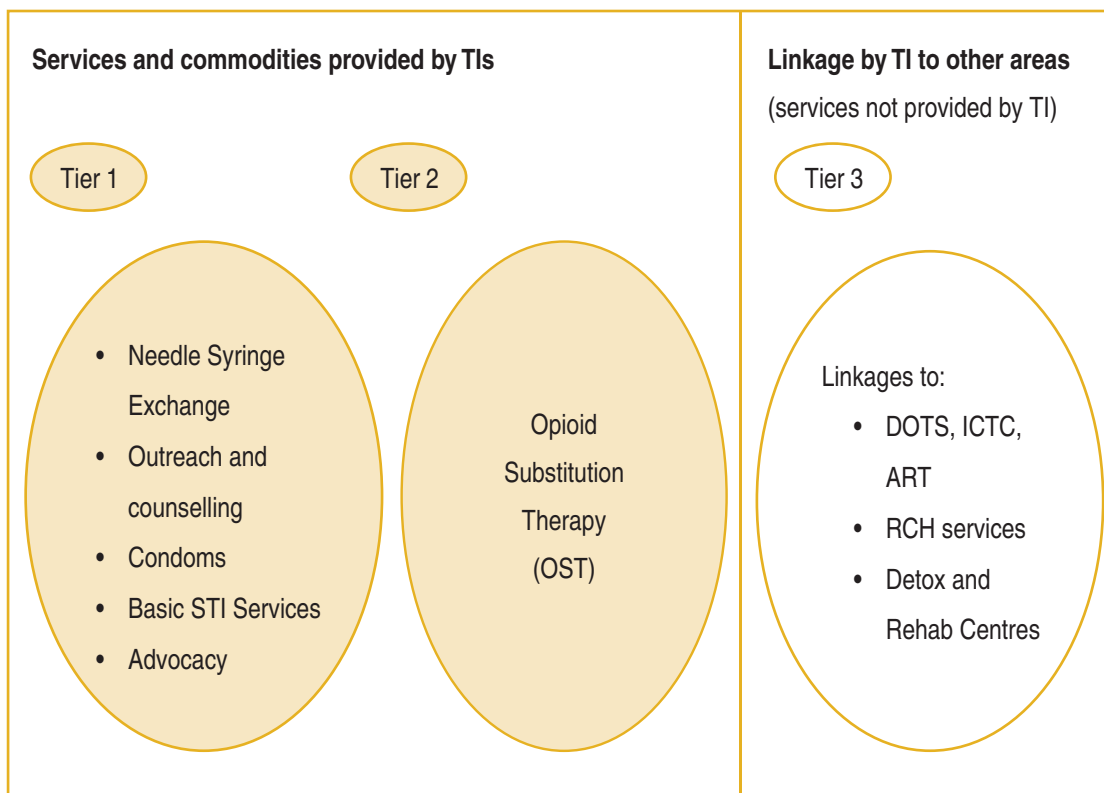 Services and commodities provided by TIs
Tier 1
Tier 2
• Needle Syringe
Exchange
• Outreach and
counselling
• Condoms
• Basic STI Services
• Advocacy
Opioid
Substitution
Therapy
(OST)
Linkage by TI to other areas
(services not provided by TI)
Tier 3
Linkages to:
• DOTS, ICTC,
ART
• RCH services
• Detox and
Rehab Centres